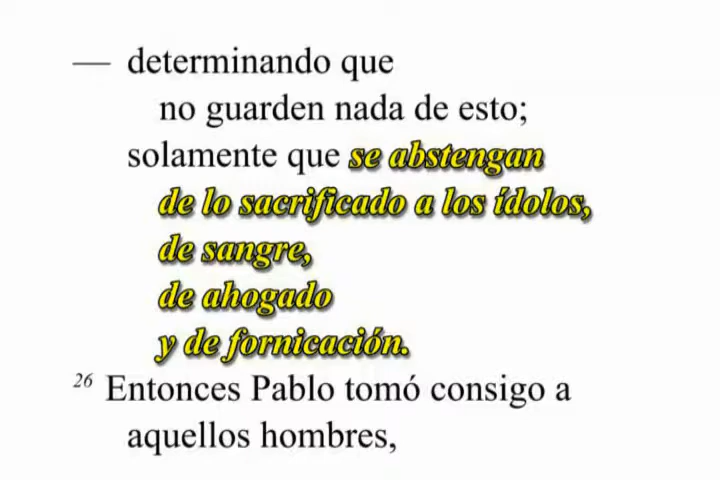 — determinando que
no guarden nada de esto;
solamente que se abstengan
de lo sacrificado a los ídolos,
de sangre,
de ahogado
y de fornicación.
26 Entonces Pablo tomó consigo a
aquellos hombres,